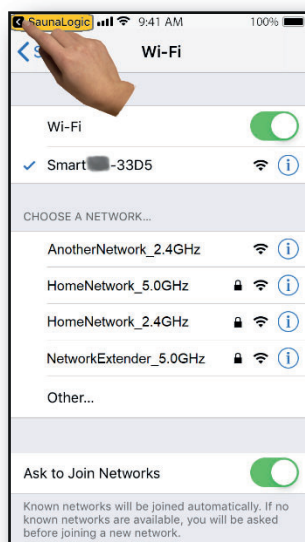 SaunaLogic 9:41 AM 100%
Wi-Fi
Wi-Fi
Smart -33D5
CHOOSE A NETWORK...
AnotherNetwork_2.4GHz
HomeNetwork_5.0GHz
HomeNetwork_2.4GHz
NetworkExtender_5.0GHz
Other...
Ask to Join Networks
Known networks will be joined automatically. If no
known networks are available, you will be asked
before joining a new network.